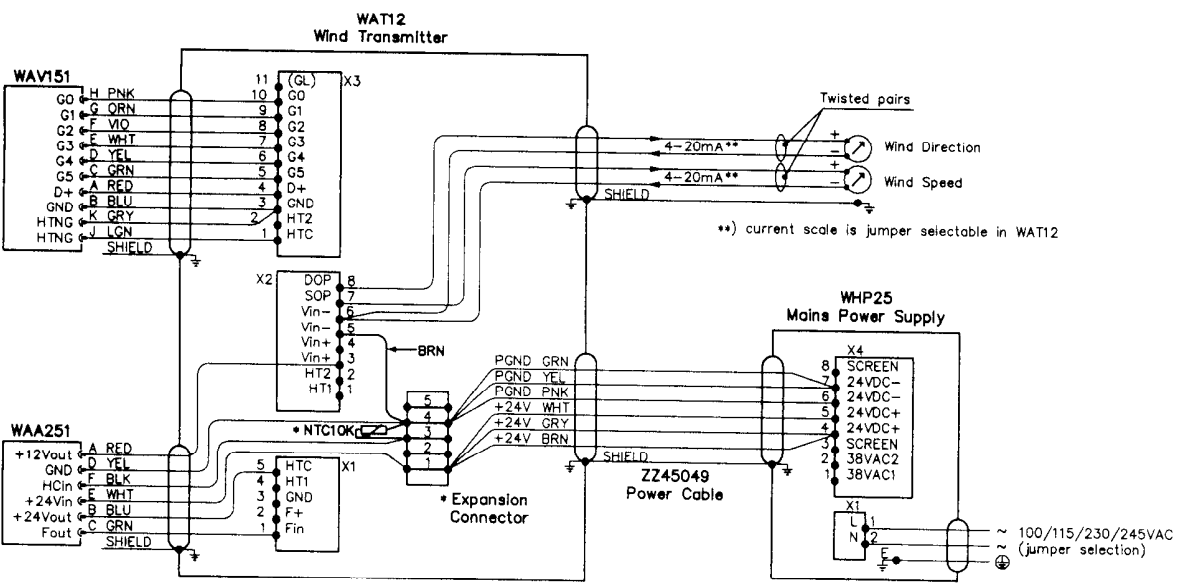 WAT12
Wind Transmitter
WAV151
G0 H PNK
G1 G ORN
G2 F VIO
G3 E WHT
G4 D YEL
G5 C GRN
D+ A RED
GND B BLU
HTNG K GRY
HTNG J LGN
SHIELD
X3
11 (GL)
10 G0
9 G1
8 G2
7 G3
6 G4
5 G5
4 D+
3 GND
2 HT2
1 HTC
Twisted pairs
4-20mA**
+
-
Wind Direction
4-20mA**
+
-
Wind Speed
SHIELD
**) current scale is jumper selectable in WAT12
X2
DOP 8
SOP 7
Vin- 6
Vin- 5
Vin+ 4
Vin+ 3
HT2 2
HT1 1
BRN
WHP25
Mains Power Supply
PGND GRN
PGND YEL
PGND PNK
+24V WHT
+24V GRY
+24V BRN
SHIELD
ZZ45049
Power Cable
X4
8 SCREEN
7 24VDC-
6 24VDC-
5 24VDC+
4 24VDC+
3 SCREEN
2 38VAC2
1 38VAC1
5
4
3
2
1
* NTC10K
* Expansion
Connector
WAA251
+12Vout A RED
GND D YEL
HCin F BLK
+24Vin E WHT
+24Vout B BLU
Fout C GRN
SHIELD
X1
5 HTC
4 HT1
3 GND
2 F+
1 Fin
X1
L 1
N 2
E
~ 100/115/230/245VAC
~ (jumper selection)